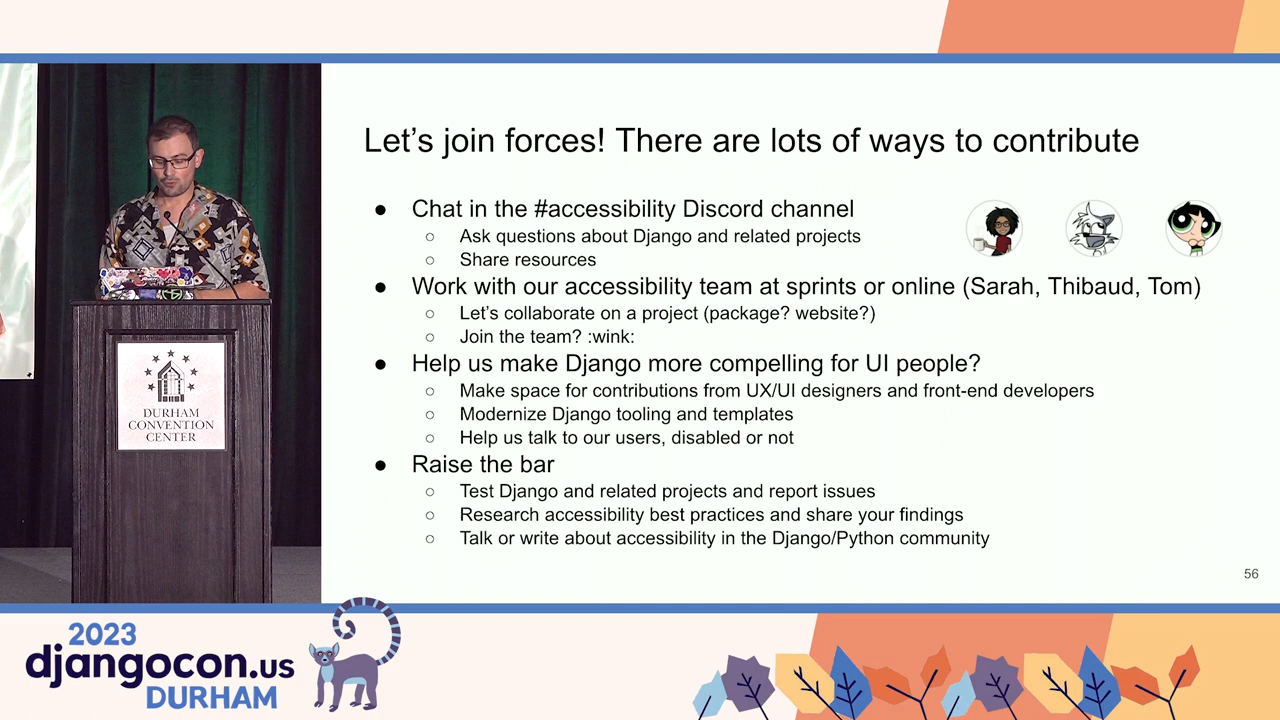 Let's join forces! There are lots of ways to contribute
● Chat in the #accessibility Discord channel
○ Ask questions about Django and related projects
○ Share resources
● Work with our accessibility team at sprints or online (Sarah, Thibaud, Tom)
○ Let's collaborate on a project (package? website?)
○ Join the team? :wink:
● Help us make Django more compelling for UI people?
○ Make space for contributions from UX/UI designers and front-end developers
○ Modernize Django tooling and templates
○ Help us talk to our users, disabled or not
● Raise the bar
○ Test Django and related projects and report issues
○ Research accessibility best practices and share your findings
○ Talk or write about accessibility in the Django/Python community
56
DURHAM
CONVENTION
CENTER
2023
djangocon.us
DURHAM